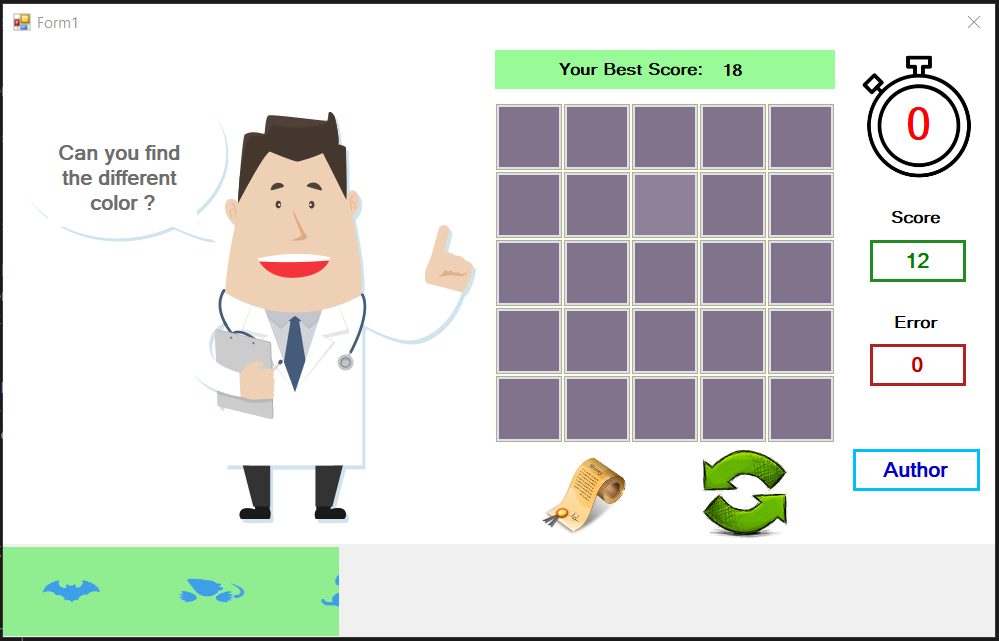 Form1
Your Best Score: 18
0
Can you find
the different
color ?
Score
12
Error
0
Author